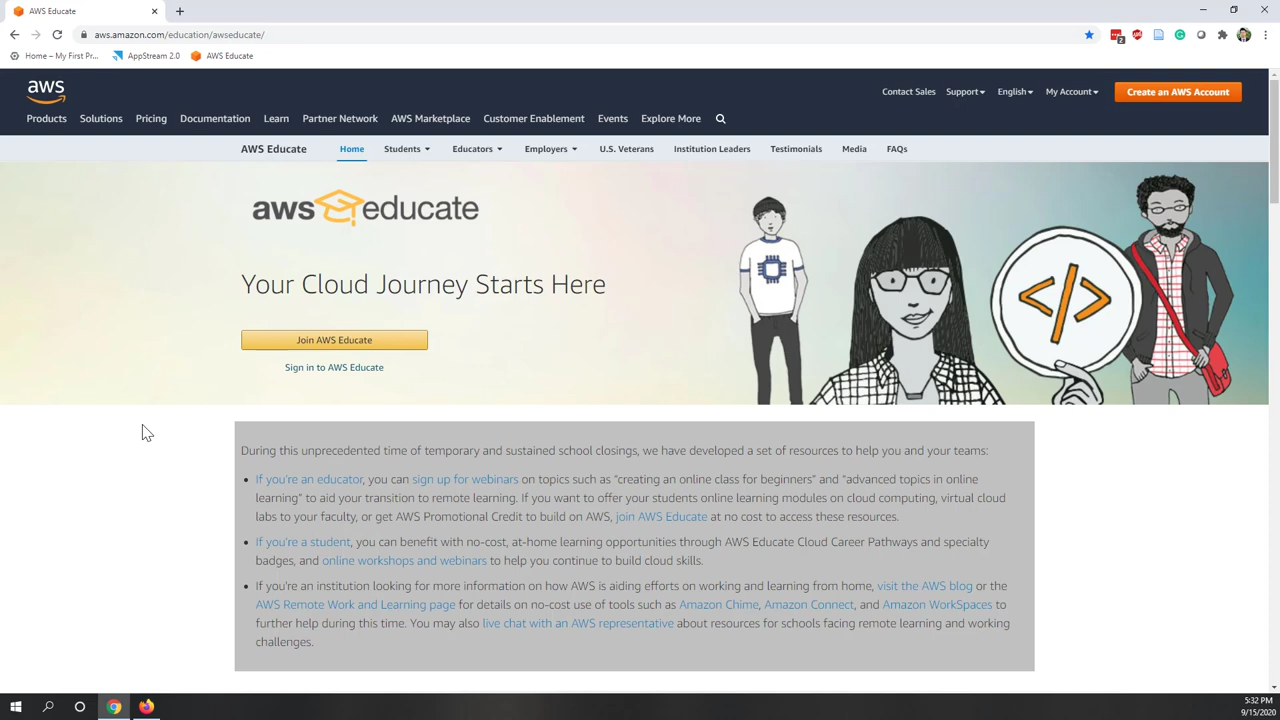 AWS Educate
aws.amazon.com/education/awseducate/
2
Home – My First Pr...
AppStream 2.0
AWS Educate
aws
Contact Sales
Support
English
My Account
Create an AWS Account
Products
Solutions
Pricing
Documentation
Learn
Partner Network
AWS Marketplace
Customer Enablement
Events
Explore More
AWS Educate
Home
Students
Educators
Employers
U.S. Veterans
Institution Leaders
Testimonials
Media
FAQs
aws educate
Your Cloud Journey Starts Here
</>
Join AWS Educate
Sign in to AWS Educate
During this unprecedented time of temporary and sustained school closings, we have developed a set of resources to help you and your teams:
If you're an educator, you can sign up for webinars on topics such as “creating an online class for beginners” and “advanced topics in online
learning” to aid your transition to remote learning. If you want to offer your students online learning modules on cloud computing, virtual cloud
labs to your faculty, or get AWS Promotional Credit to build on AWS, join AWS Educate at no cost to access these resources.
If you're a student, you can benefit with no-cost, at-home learning opportunities through AWS Educate Cloud Career Pathways and specialty
badges, and online workshops and webinars to help you continue to build cloud skills.
If you're an institution looking for more information on how AWS is aiding efforts on working and learning from home, visit the AWS blog or the
AWS Remote Work and Learning page for details on no-cost use of tools such as Amazon Chime, Amazon Connect, and Amazon WorkSpaces to
further help during this time. You may also live chat with an AWS representative about resources for schools facing remote learning and working
challenges.
5:32 PM
9/15/2020